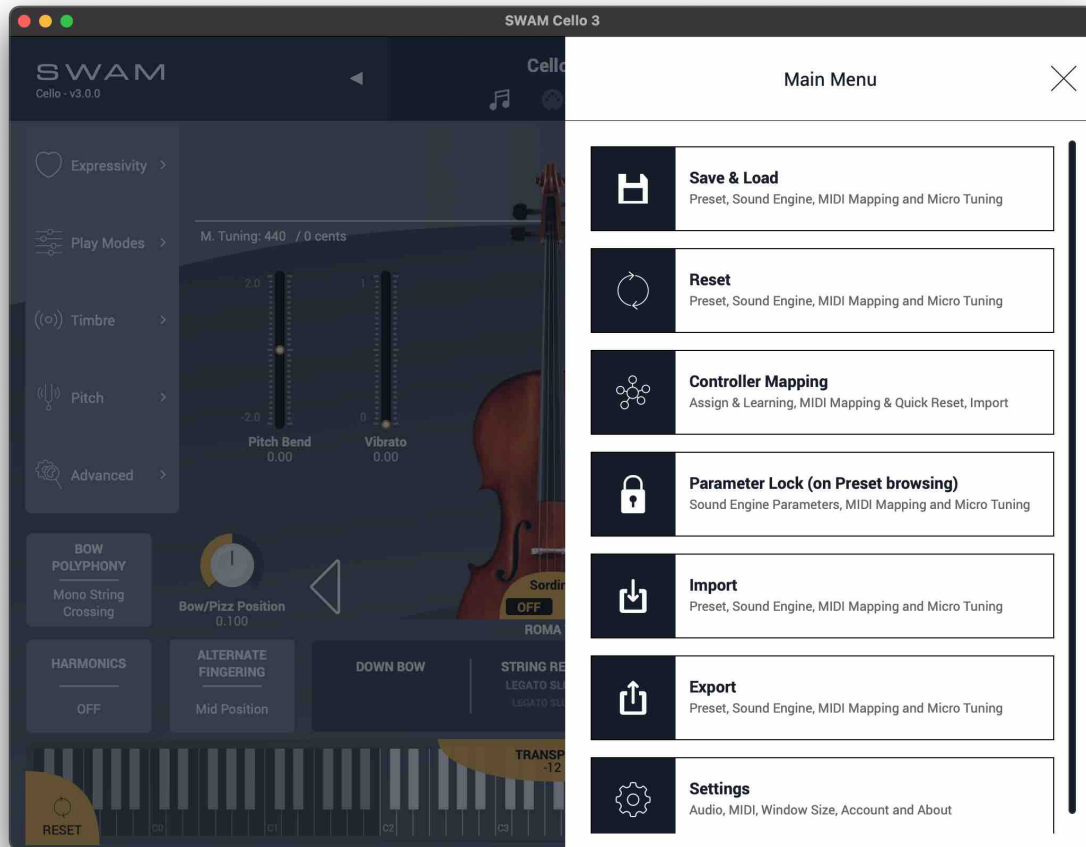 SWAM Cello 3
SWAM
Cello - v3.0.0
Cello
Expressivity
Play Modes
Timbre
Pitch
Advanced
M. Tuning: 440 / 0 cents
2.0
1
-2.0
0
Pitch Bend
0.00
Vibrato
0.00
BOW
POLYPHONY
Mono String
Crossing
Bow/Pizz Position
0.100
OFF
ROMA
HARMONICS
OFF
ALTERNATE
FINGERING
Mid Position
DOWN BOW
STRING RE
LEGATO SL
TRANSP
-12
RESET
C0
C1
C2
C3
Main Menu
Save & Load
Preset, Sound Engine, MIDI Mapping and Micro Tuning
Reset
Preset, Sound Engine, MIDI Mapping and Micro Tuning
Controller Mapping
Assign & Learning, MIDI Mapping & Quick Reset, Import
Parameter Lock (on Preset browsing)
Sound Engine Parameters, MIDI Mapping and Micro Tuning
Import
Preset, Sound Engine, MIDI Mapping and Micro Tuning
Export
Preset, Sound Engine, MIDI Mapping and Micro Tuning
Settings
Audio, MIDI, Window Size, Account and About